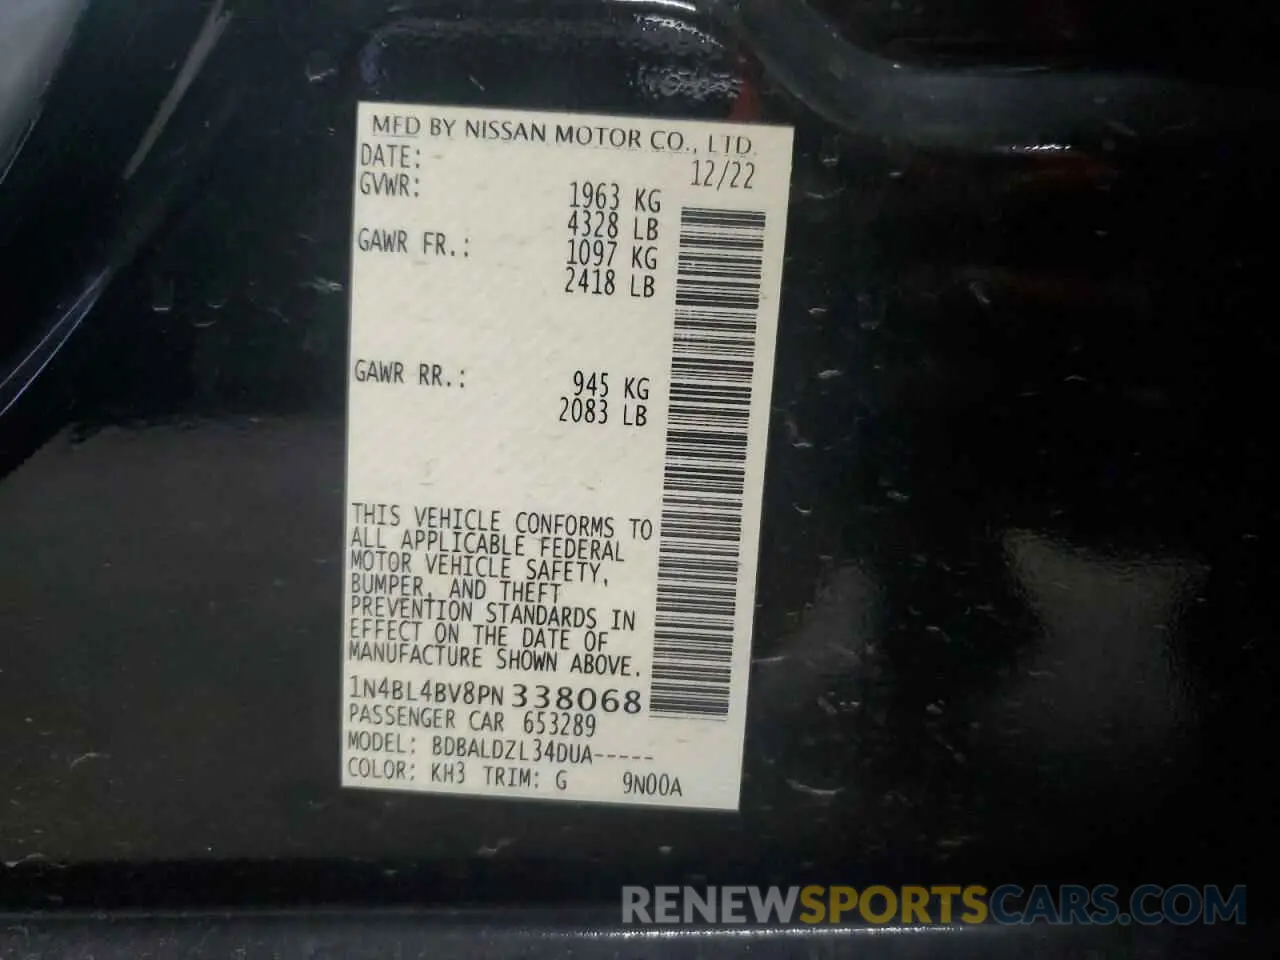 MFD BY NISSAN MOTOR CO., LTD.
DATE: 12/22
GVWR: 1963 KG
4328 LB
GAWR FR.: 1097 KG
2418 LB
GAWR RR.: 945 KG
2083 LB
THIS VEHICLE CONFORMS TO
ALL APPLICABLE FEDERAL
MOTOR VEHICLE SAFETY,
BUMPER, AND THEFT
PREVENTION STANDARDS IN
EFFECT ON THE DATE OF
MANUFACTURE SHOWN ABOVE.
1N4BL4BV8PN 338068
PASSENGER CAR 653289
MODEL: BDBALDZL34DUA-----
COLOR: KH3 TRIM: G 9N00A
RENEWSPORTSCARS.COM